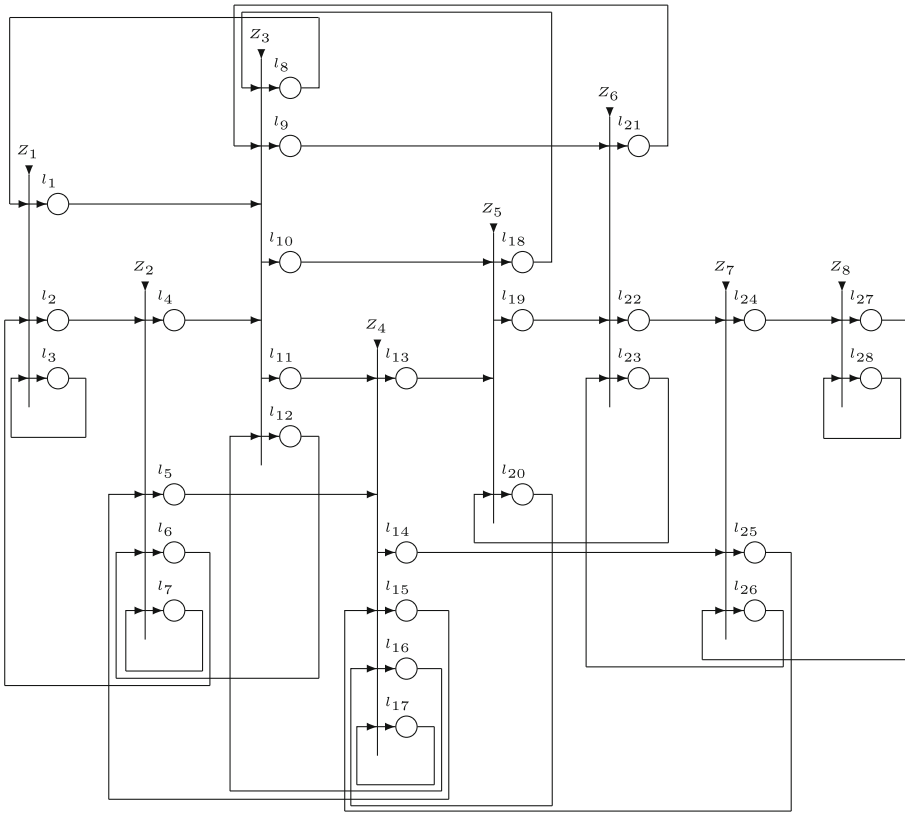 Z₃
l₈
Z₆
l₉ l₂₁
Z₁
l₁
Z₅
l₁₀ l₁₈
Z₂ Z₇ Z₈
l₂ l₄ l₁₉ l₂₂ l₂₄ l₂₇
Z₄
l₃ l₁₁ l₁₃ l₂₃ l₂₈
l₁₂
l₅ l₂₀
l₆ l₁₄ l₂₅
l₇ l₁₅ l₂₆
l₁₆
l₁₇